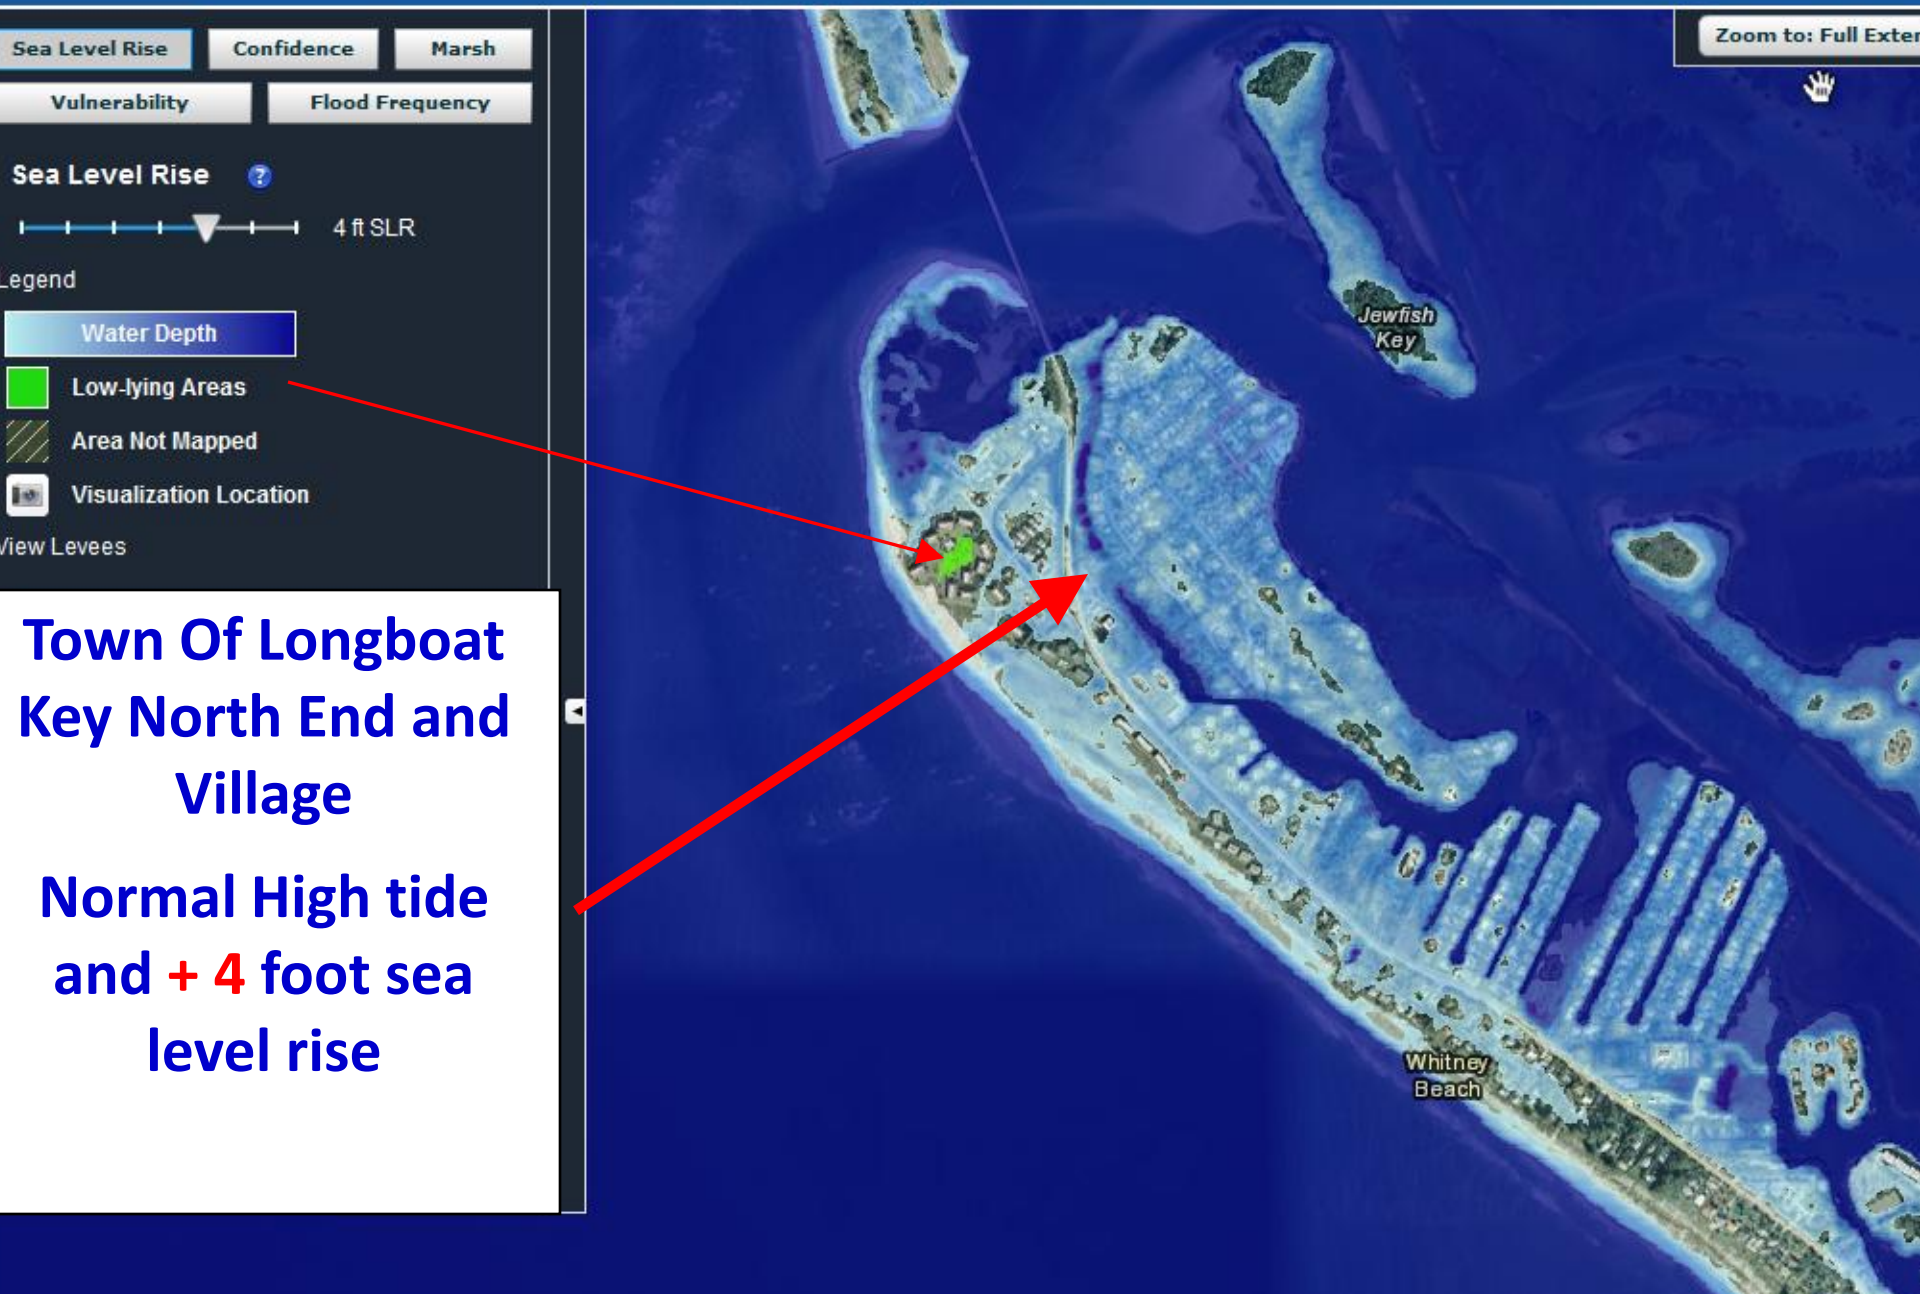 Sea Level Rise
Confidence
Marsh
Vulnerability
Flood Frequency
Sea Level Rise ?
4 ft SLR
Legend
Water Depth
Low-lying Areas
Area Not Mapped
Visualization Location
View Levees
Town Of Longboat
Key North End and
Village
Normal High tide
and + 4 foot sea
level rise
Zoom to: Full Exter
Jewfish
Key
Whitney
Beach